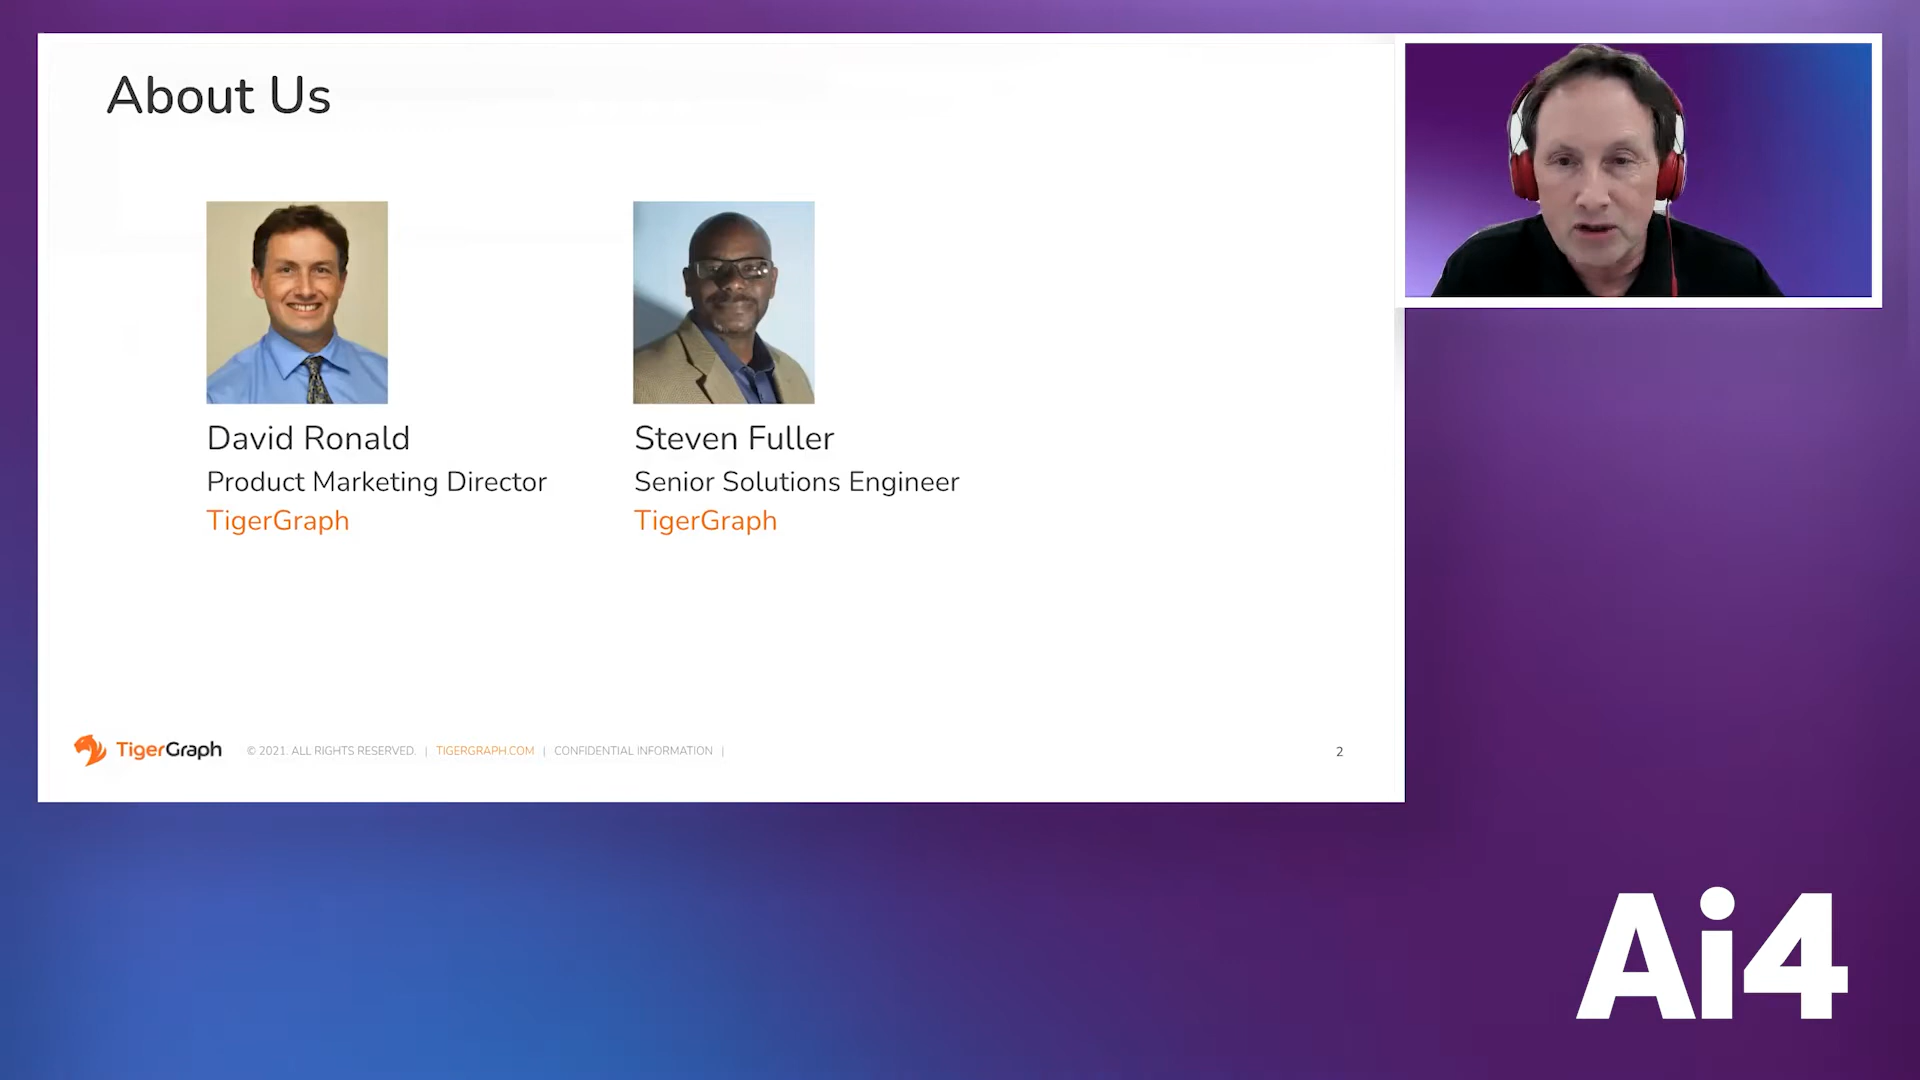 About Us
David Ronald
Product Marketing Director
TigerGraph
Steven Fuller
Senior Solutions Engineer
TigerGraph
TigerGraph © 2021. ALL RIGHTS RESERVED. | TIGERGRAPH.COM | CONFIDENTIAL INFORMATION | 2
Ai4